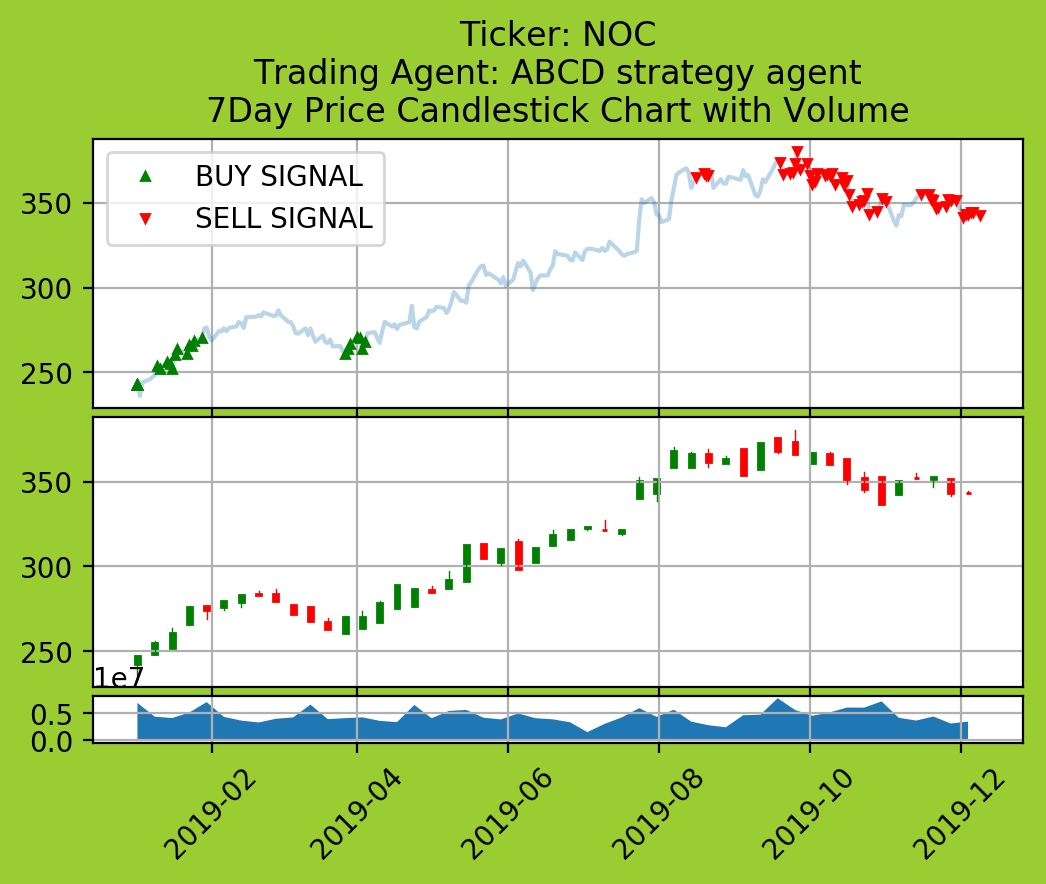 Ticker: NOC
Trading Agent: ABCD strategy agent
7Day Price Candlestick Chart with Volume
BUY SIGNAL
SELL SIGNAL
350
300
250
350
300
250
1e7
0.5
0.0
2019-02
2019-04
2019-06
2019-08
2019-10
2019-12